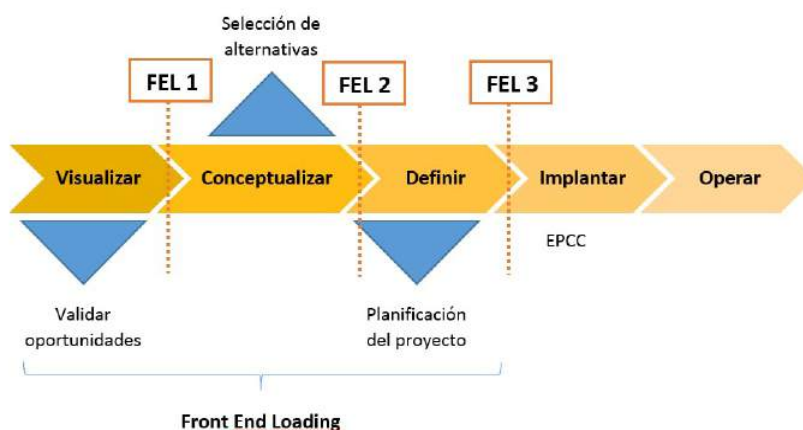 Selección de
alternativas
FEL 1
FEL 2
FEL 3
Visualizar
Conceptualizar
Definir
Implantar
Operar
EPCC
Validar
oportunidades
Planificación
del proyecto
Front End Loading